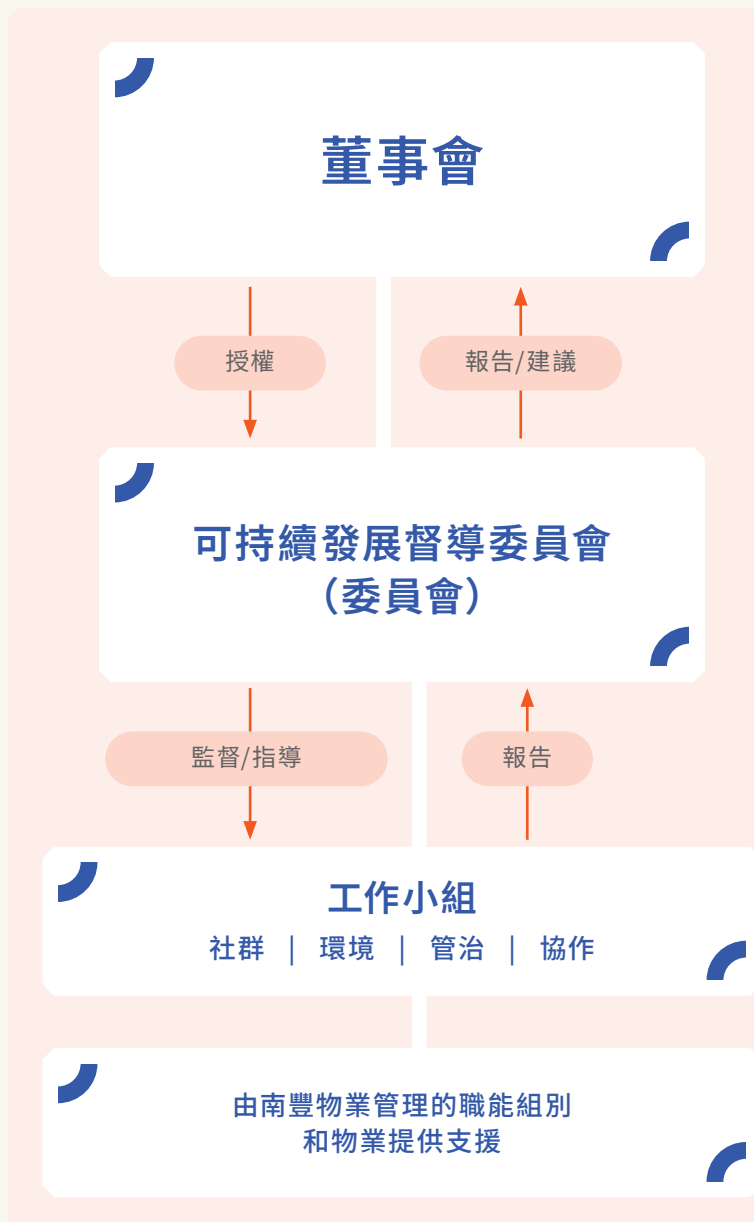 董事會
授權
報告/建議
可持續發展督導委員會
（委員會）
監督/指導
報告
工作小組
社群 | 環境 | 管治 | 協作
由南豐物業管理的職能組別
和物業提供支援